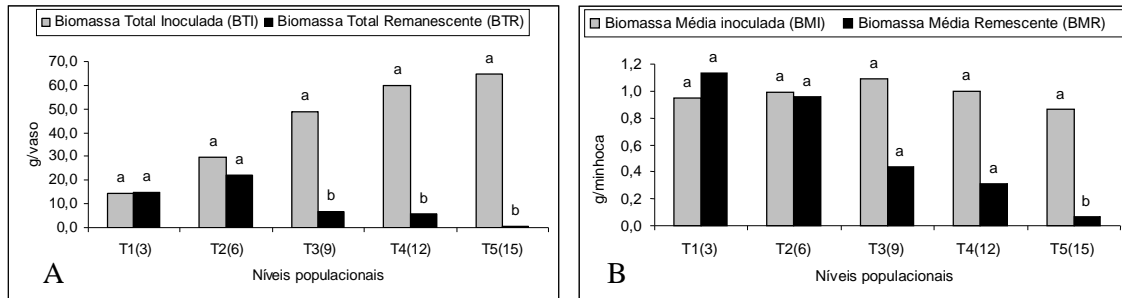 Biomassa Total Inoculada (BTI) Biomassa Total Remanescente (BTR)
70,0
60,0
50,0
40,0
30,0
20,0
10,0
0,0
g/vaso
a a a a b a b a b
a
T1(3) T2(6) T3(9) T4(12) T5(15)
Níveis populacionais
A
Biomassa Média inoculada (BMI) Biomassa Média Remescente (BMR)
1,2
1,0
0,8
0,6
0,4
0,2
0,0
g/minhoca
a a a a a a a a a b
T1(3) T2(6) T3(9) T4(12) T5(15)
Níveis populacionais
B